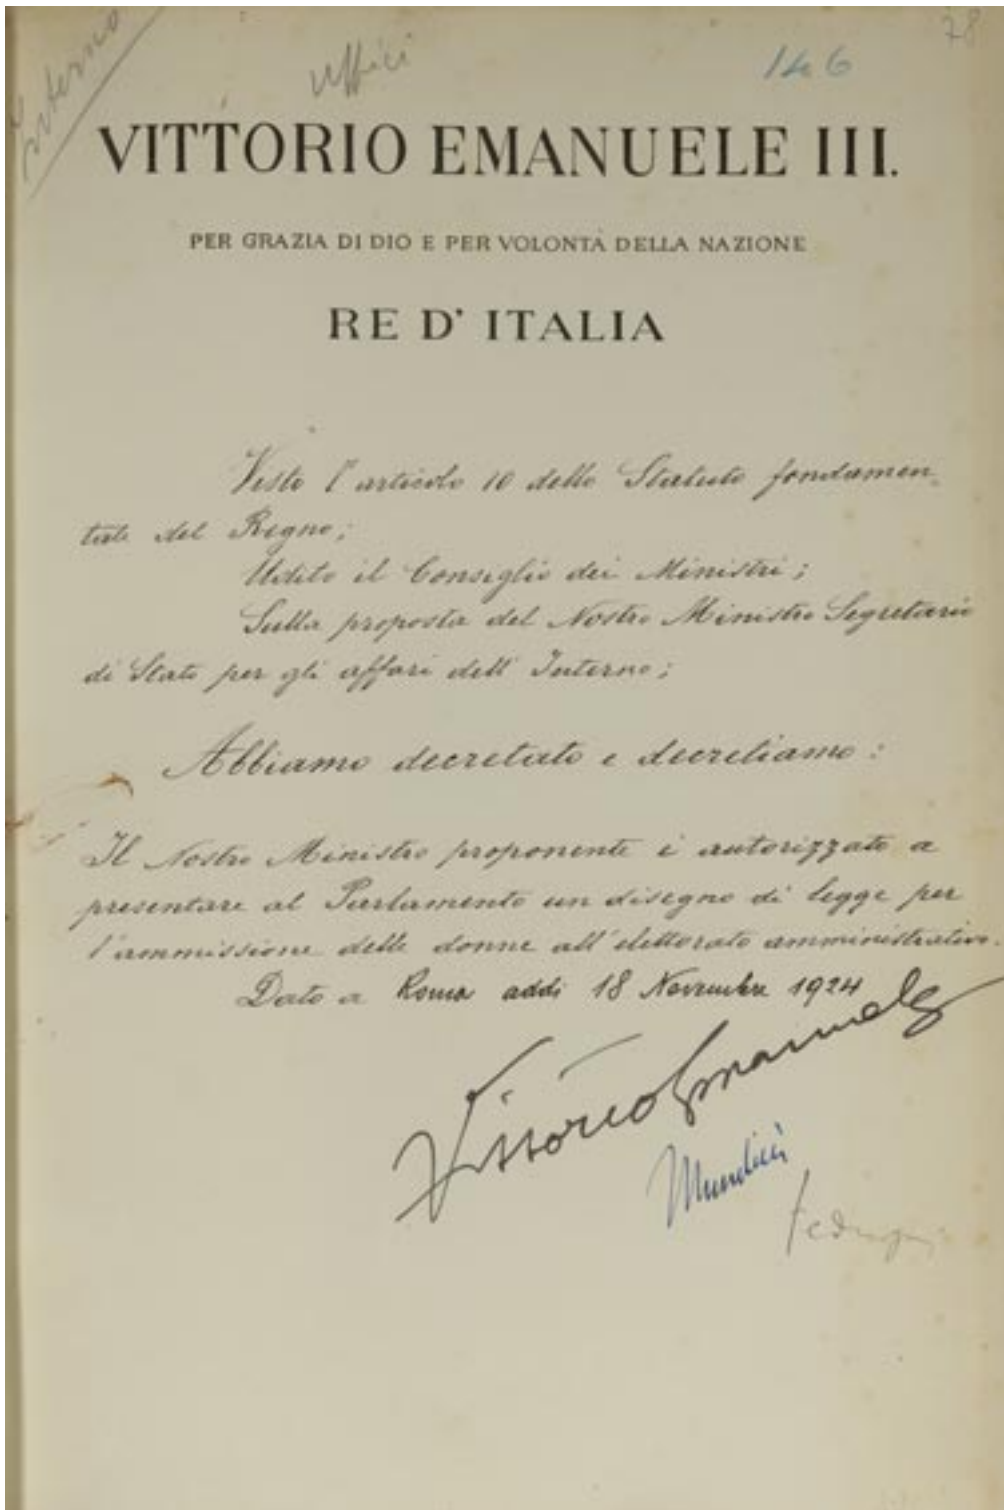 Interno
Uffici
146
78
VITTORIO EMANUELE III.
PER GRAZIA DI DIO E PER VOLONTÀ DELLA NAZIONE
RE D' ITALIA
Visto l'articolo 10 dello Statuto fondamen-
tale del Regno;
Udito il Consiglio dei Ministri;
Sulla proposta del Nostro Ministro Segretario
di Stato per gli affari dell' Interno;
Abbiamo decretato e decretiamo:
Il Nostro Ministro proponente è autorizzato a
presentare al Parlamento un disegno di legge per
l'ammissione delle donne all'elettorato amministrativo.
Dato a Roma addì 18 Novembre 1924
Vittorio Emanuele